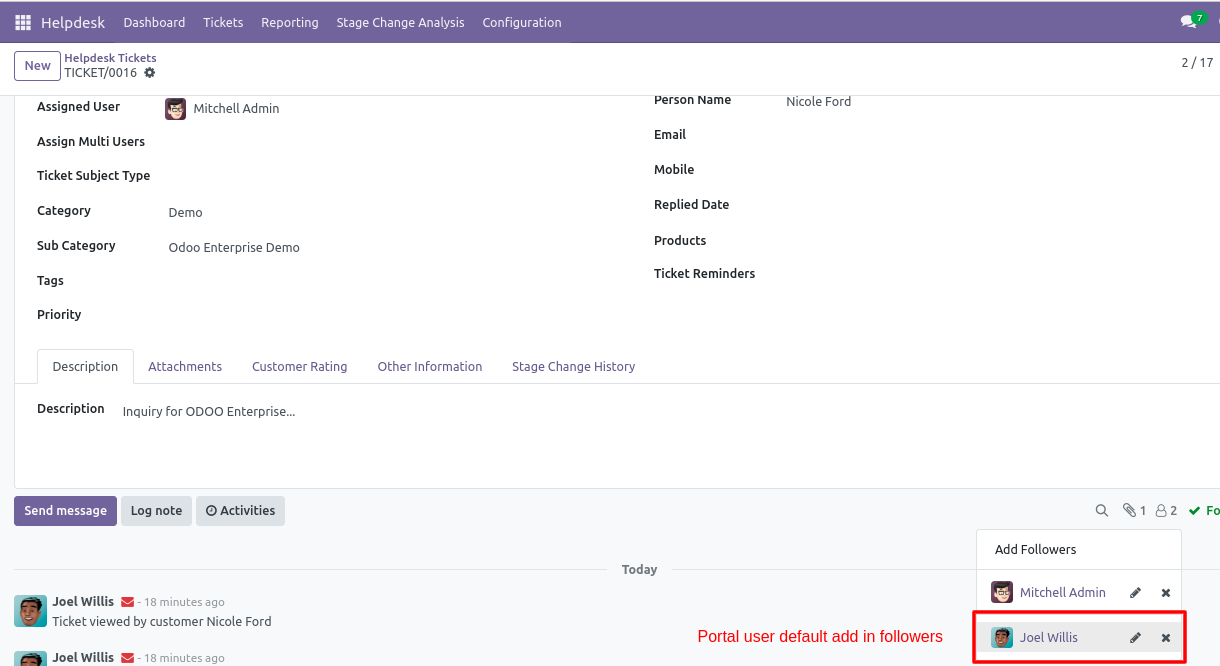 Helpdesk Dashboard Tickets Reporting Stage Change Analysis Configuration 7
New Helpdesk Tickets
TICKET/0016 2 / 17
Assigned User Mitchell Admin
Assign Multi Users
Ticket Subject Type
Category Demo
Sub Category Odoo Enterprise Demo
Tags
Priority
Person Name Nicole Ford
Email
Mobile
Replied Date
Products
Ticket Reminders
Description Attachments Customer Rating Other Information Stage Change History
Description Inquiry for ODOO Enterprise...
Send message Log note Activities 1 2 Fo
Add Followers
Mitchell Admin
Joel Willis
Portal user default add in followers
Today
Joel Willis - 18 minutes ago
Ticket viewed by customer Nicole Ford
Joel Willis - 18 minutes ago